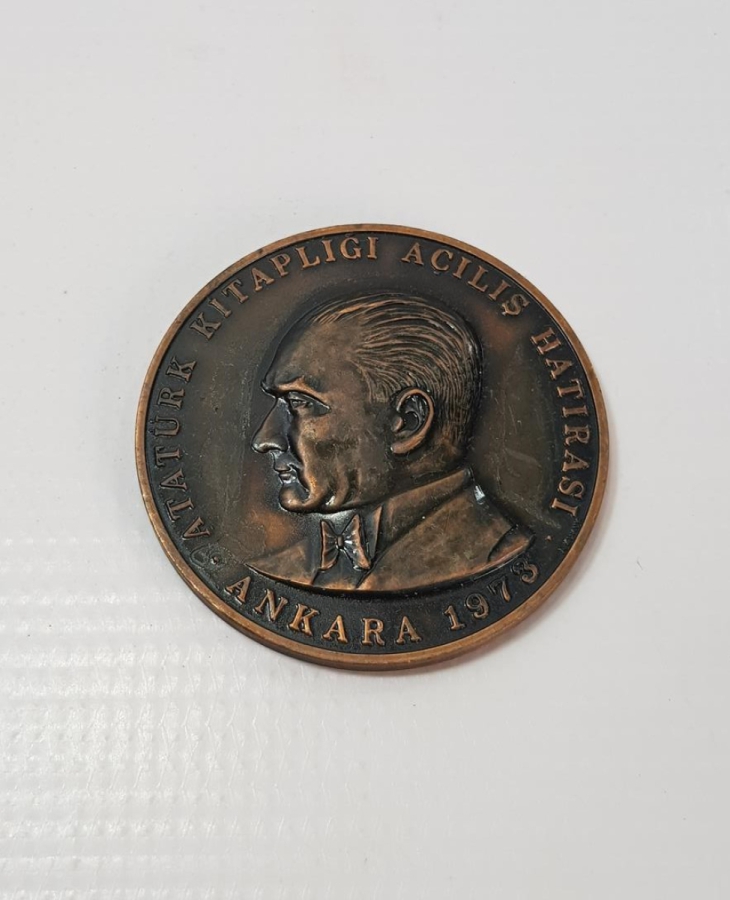 ATATÜRK KİTAPLIĞI AÇILIŞ HATIRASI
ANKARA 1973